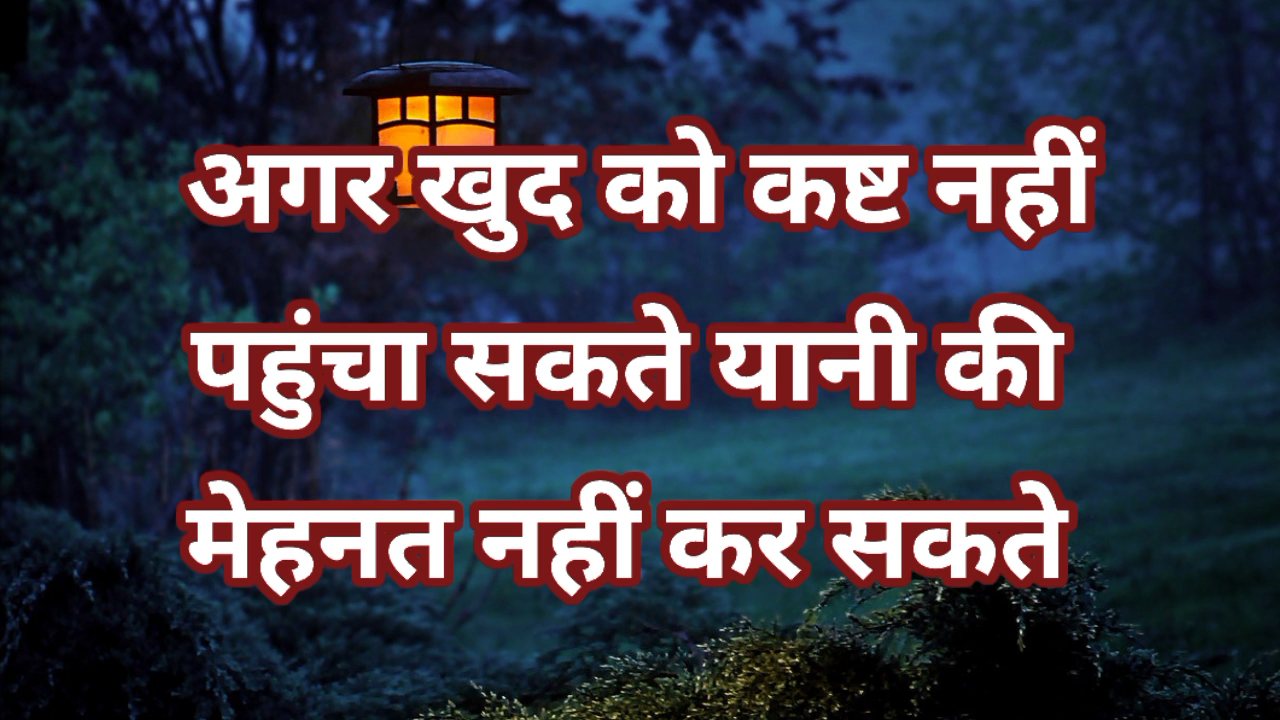 अगर खुद को कष्ट नहीं
पहुंचा सकते यानी की
मेहनत नहीं कर सकते